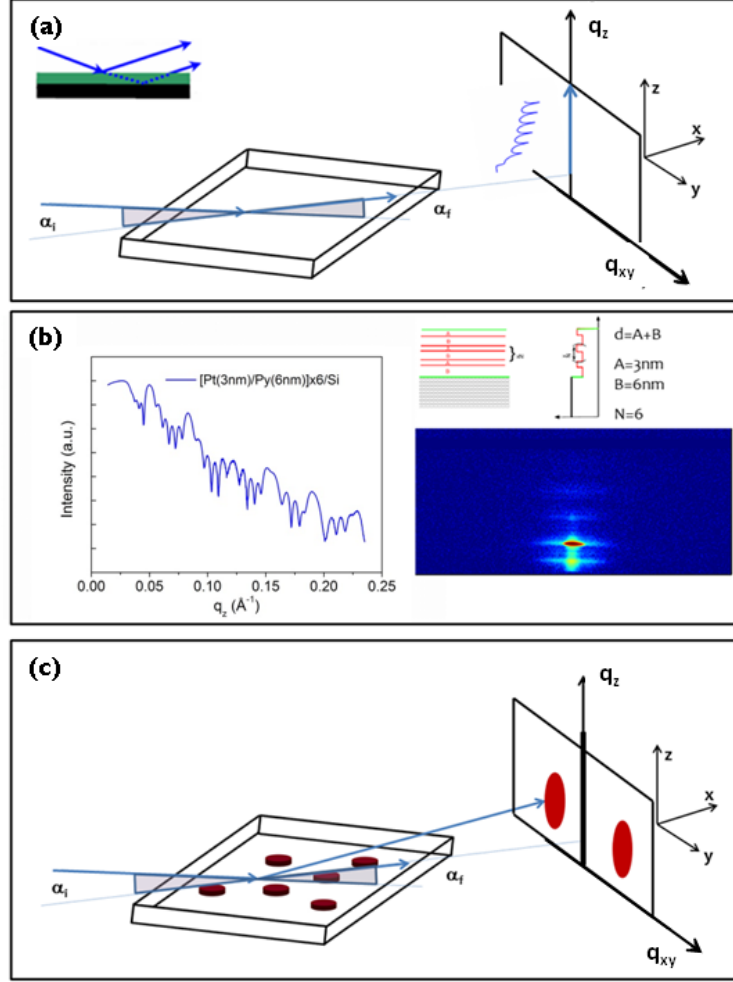 (a)
q_z
z
x
y
α_i
α_f
q_xy
(b)
[Pt(3nm)/Py(6nm)]x6/Si
Intensity (a.u.)
0.00 0.05 0.10 0.15 0.20 0.25
q_z (Å⁻¹)
d=A+B
A=3nm
B=6nm
N=6
(c)
q_z
z
x
y
α_i
α_f
q_xy